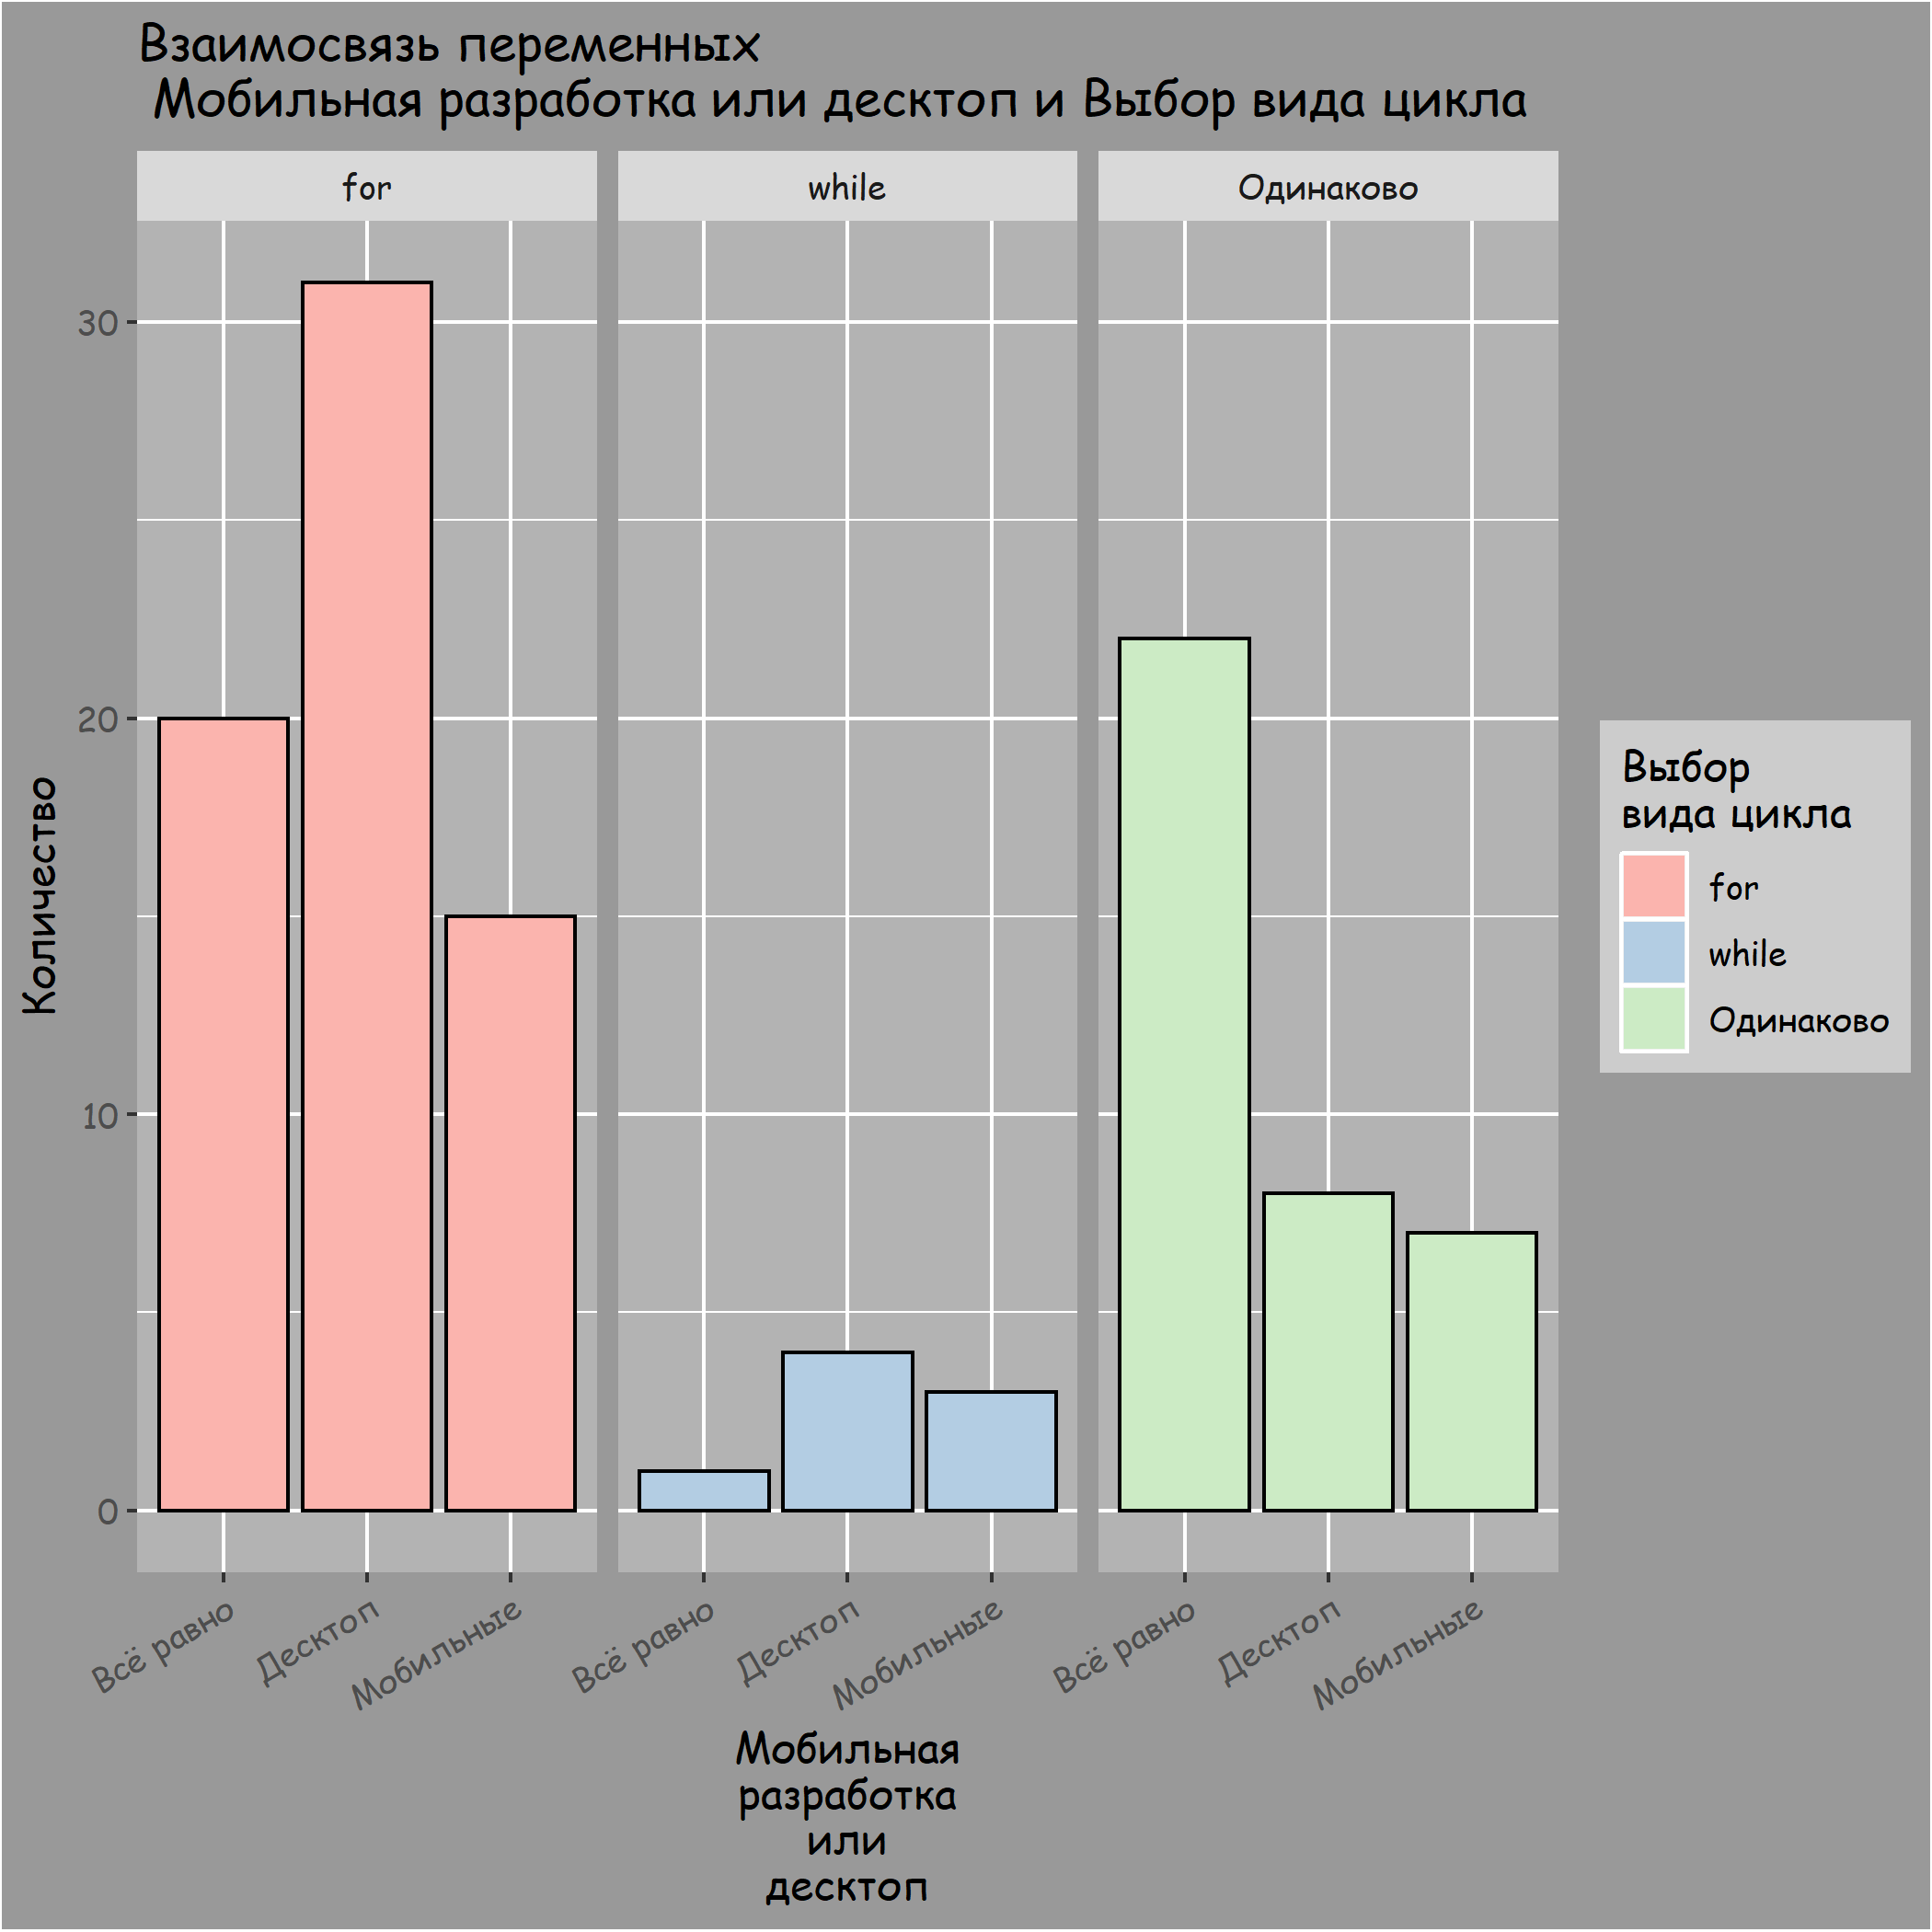 Взаимосвязь переменных
Мобильная разработка или десктоп и Выбор вида цикла
for
while
Одинаково
30
20
10
0
Количество
Всё равно
Десктоп
Мобильные
Всё равно
Десктоп
Мобильные
Всё равно
Десктоп
Мобильные
Мобильная
разработка
или
десктоп
Выбор
вида цикла
for
while
Одинаково